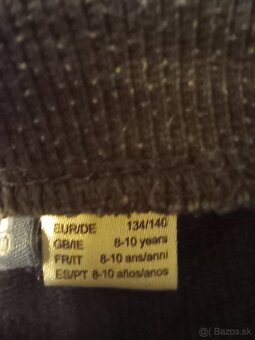 EUR/DE 134/140
GB/IE 8-10 years
FR/IT 8-10 ans/anni
ES/PT 8-10 años/anos
Bazos.sk